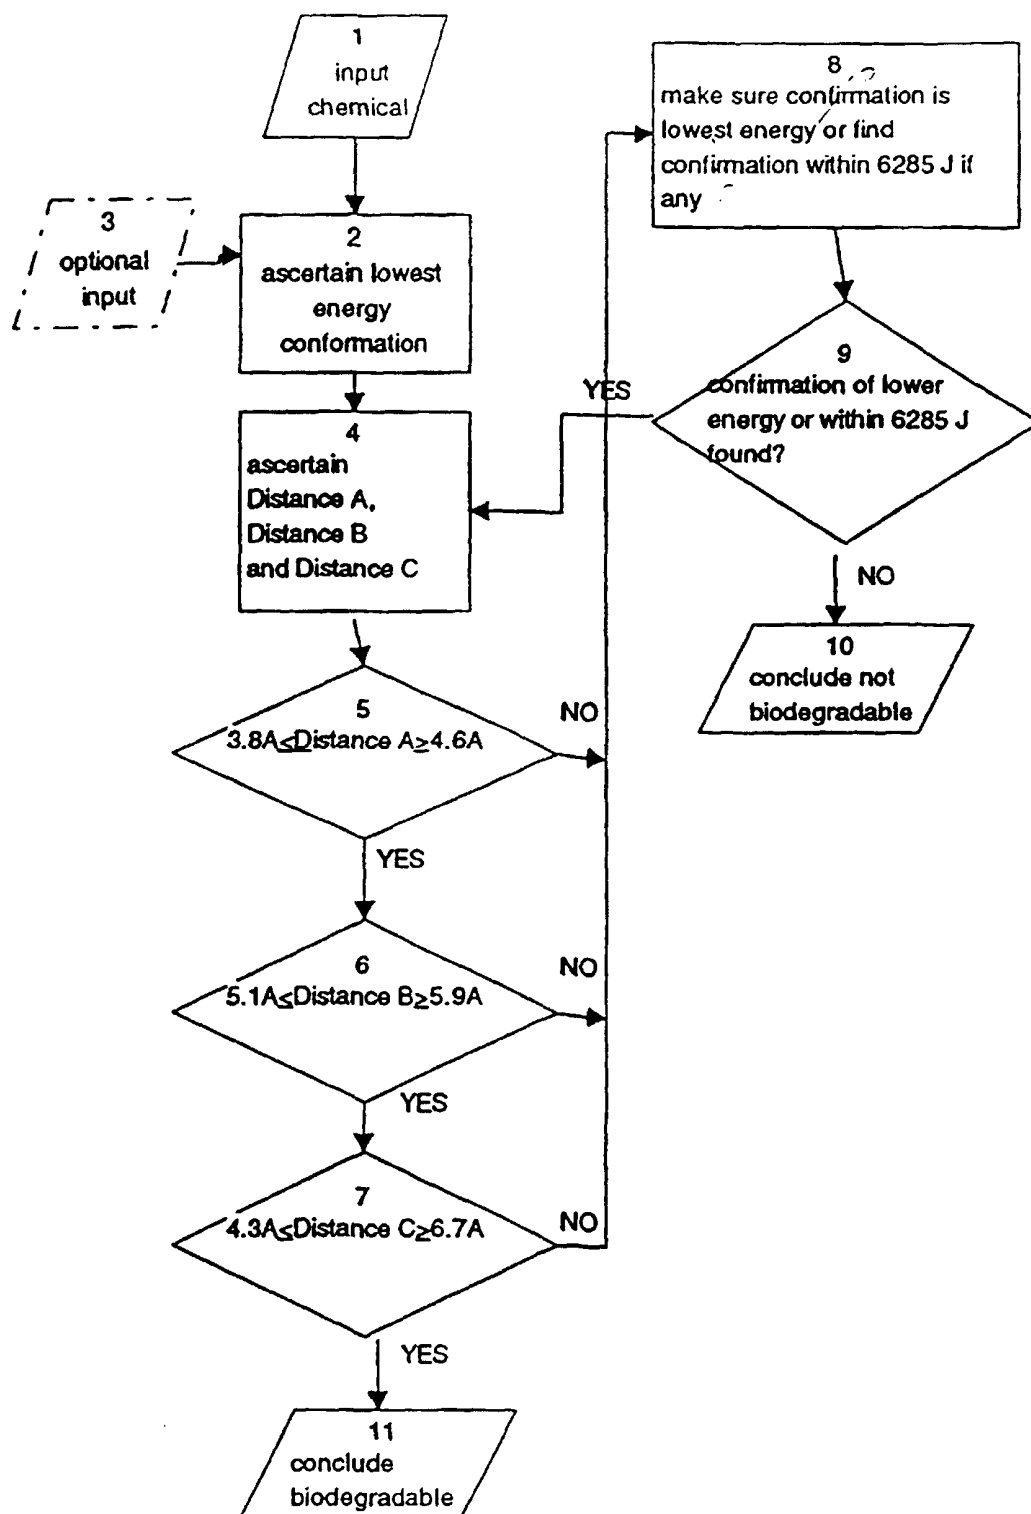 1
input
chemical
3
optional
input
2
ascertain lowest
energy
conformation
4
ascertain
Distance A,
Distance B
and Distance C
5
3.8A≤Distance A≥4.6A
NO
YES
6
5.1A≤Distance B≥5.9A
NO
YES
7
4.3A≤Distance C≥6.7A
NO
YES
11
conclude
biodegradable
8
make sure confirmation is
lowest energy or find
confirmation within 6285 J if
any
9
confirmation of lower
energy or within 6285 J
found?
YES
NO
10
conclude not
biodegradable